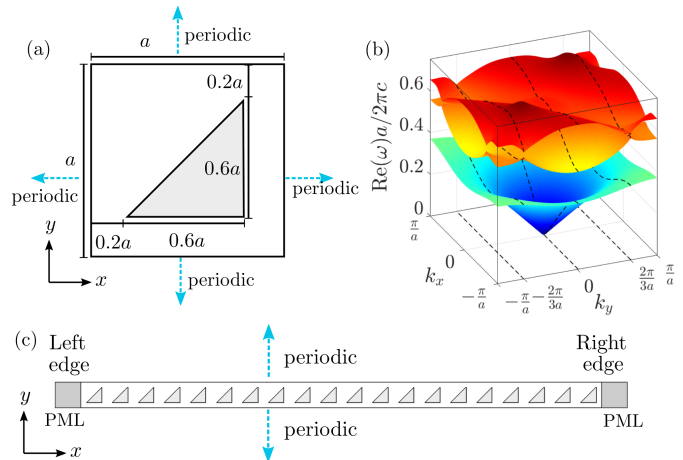 (a)
periodic
a
0.2a
a
0.6a
periodic
periodic
0.2a
0.6a
y
x
periodic
(b)
Re(ω)a/2πc
0.6
0.4
0.2
0
π/a
0
k_x
−π/a
−π/a
−2π/3a
0
k_y
2π/3a
π/a
(c)
Left
edge
periodic
Right
edge
y
PML
periodic
PML
x